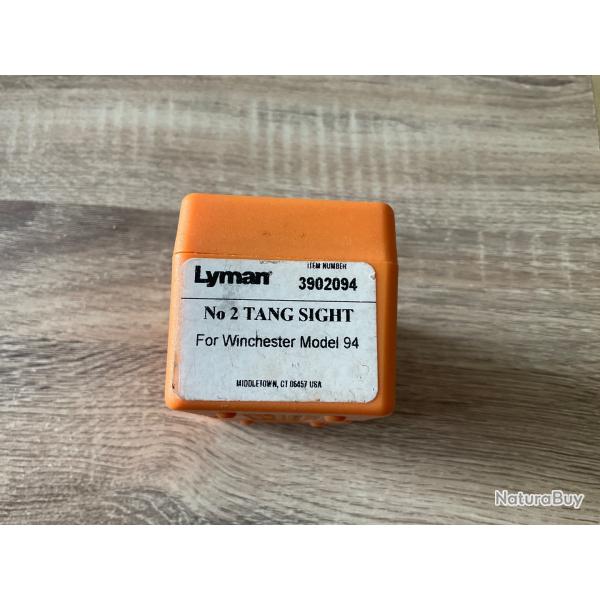 ITEM NUMBER
Lyman® 3902094
No 2 TANG SIGHT
For Winchester Model 94
MIDDLETOWN, CT 06457 USA
NaturaBuy